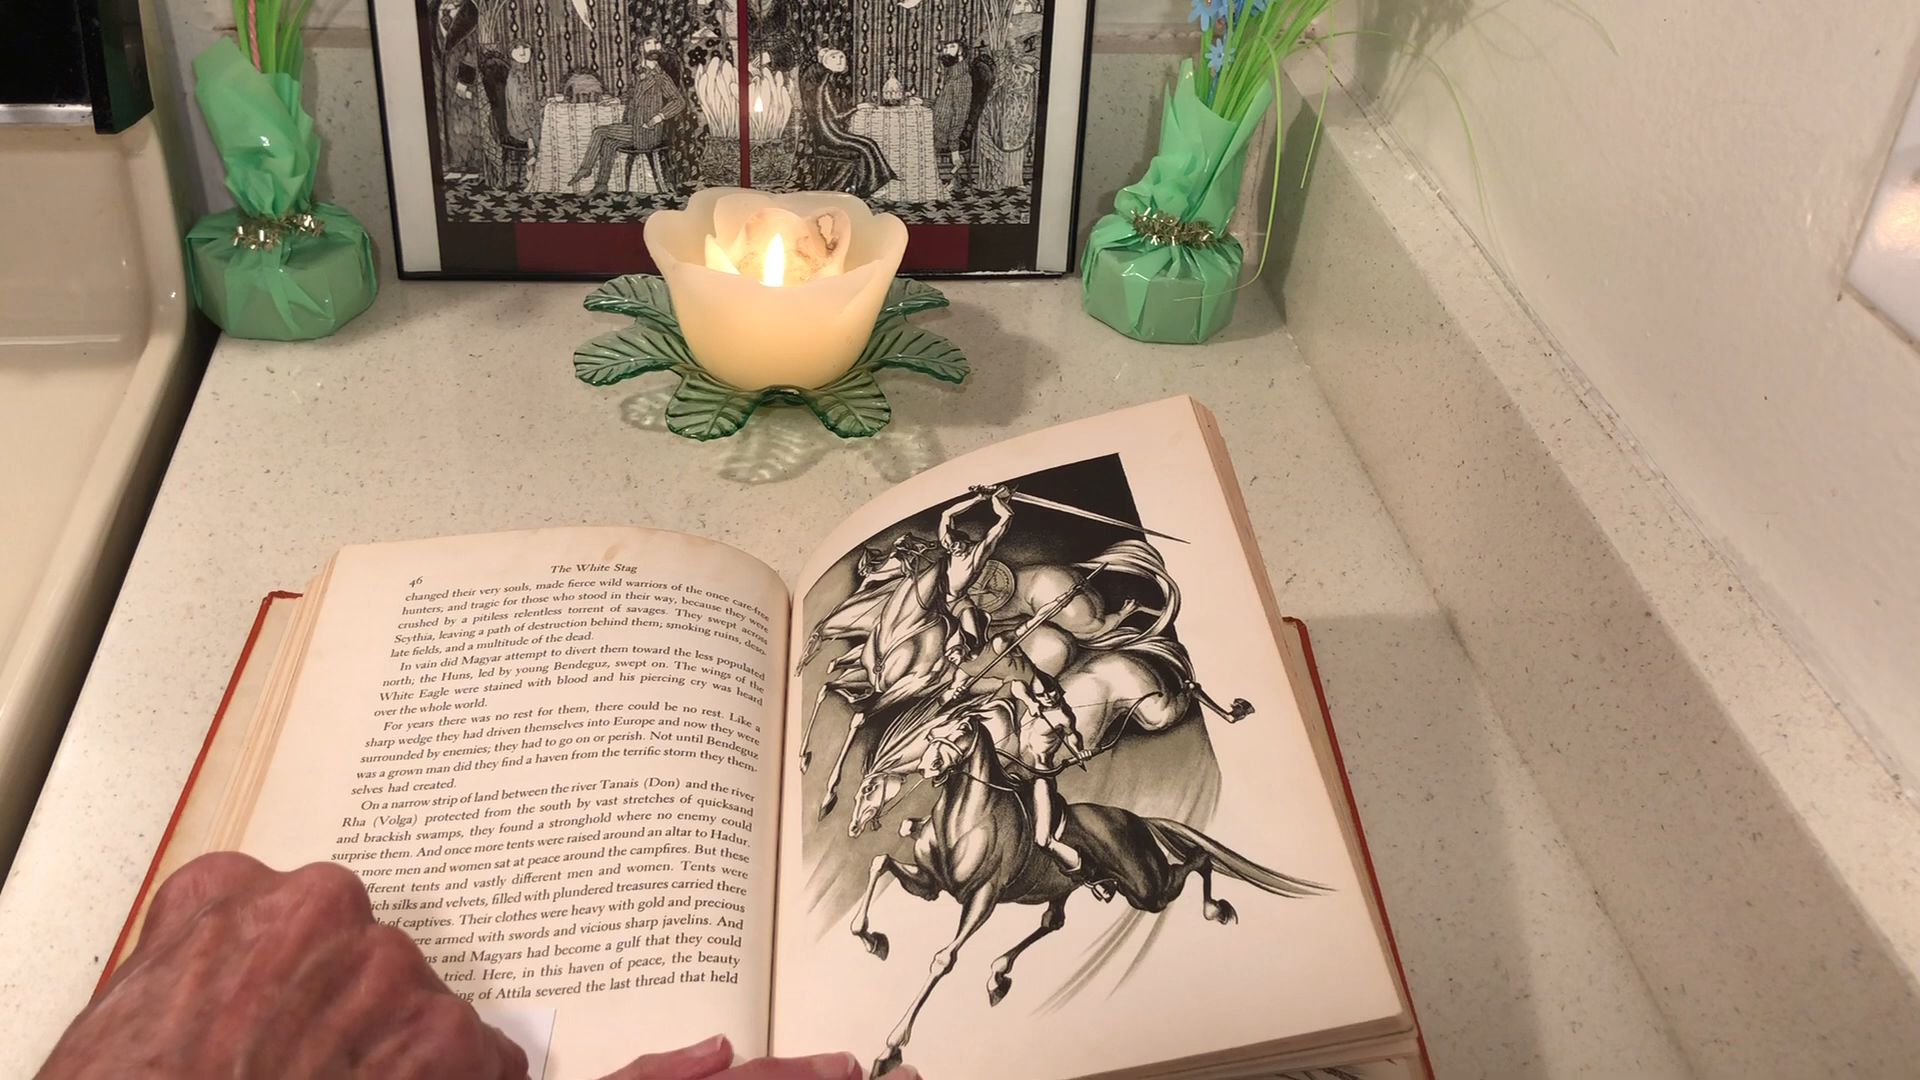 46
The White Stag
changed their very souls, made fierce wild warriors of the once care-free
hunters; and tragic for those who stood in their way, because they were
crushed by a pitiless relentless torrent of savages. They swept across
Scythia, leaving a path of destruction behind them; smoking ruins, deso-
late fields, and a multitude of the dead.
In vain did Magyar attempt to divert them toward the less populated
north; the Huns, led by young Bendeguz, swept on. The wings of the
White Eagle were stained with blood and his piercing cry was heard
over the whole world.
For years there was no rest for them, there could be no rest. Like a
sharp wedge they had driven themselves into Europe and now they were
surrounded by enemies; they had to go on or perish. Not until Bendeguz
was a grown man did they find a haven from the terrific storm they them-
selves had created.
On a narrow strip of land between the river Tanais (Don) and the river
Rha (Volga) protected from the south by vast stretches of quicksand
and brackish swamps, they found a stronghold where no enemy could
surprise them. And once more tents were raised around an altar to Hadur.
more men and women sat at peace around the campfires. But these
different tents and vastly different men and women. Tents were
silks and velvets, filled with plundered treasures carried there
of captives. Their clothes were heavy with gold and precious
were armed with swords and vicious sharp javelins. And
and Magyars had become a gulf that they could
tried. Here, in this haven of peace, the beauty
of Attila severed the last thread that held